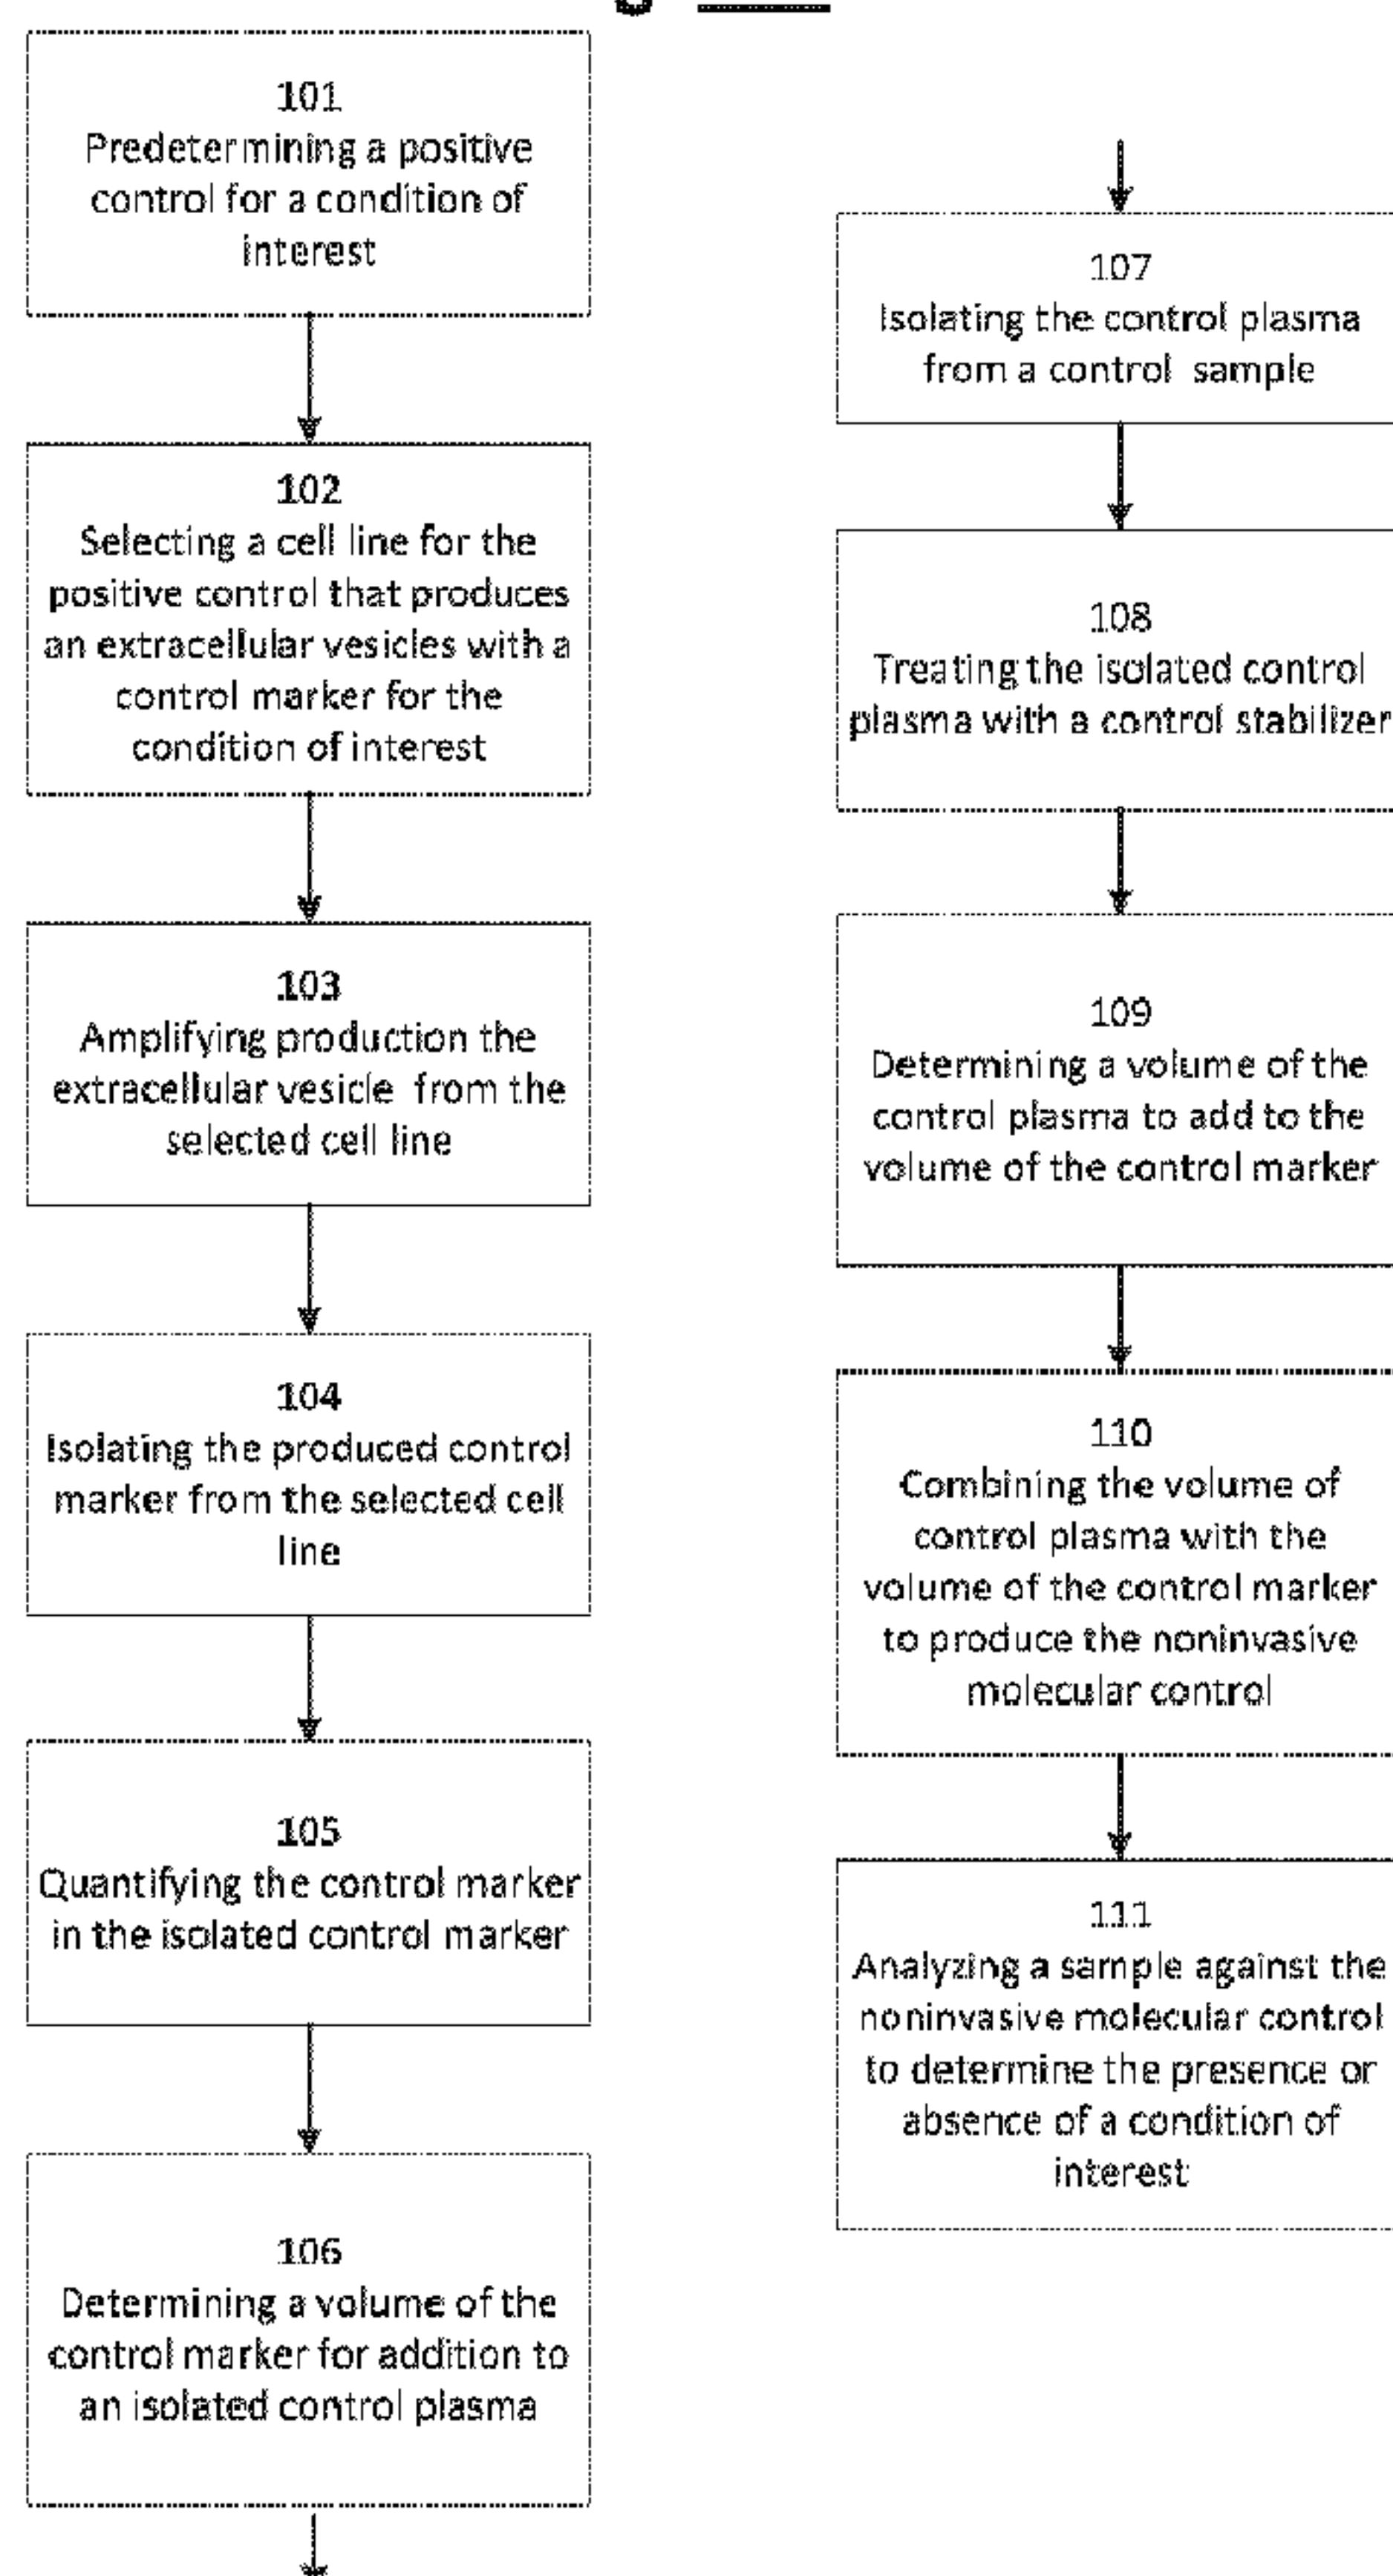 101
Predetermining a positive
control for a condition of
interest
102
Selecting a cell line for the
positive control that produces
an extracellular vesicles with a
control marker for the
condition of interest
103
Amplifying production the
extracellular vesicle from the
selected cell line
104
Isolating the produced control
marker from the selected cell
line
105
Quantifying the control marker
in the isolated control marker
106
Determining a volume of the
control marker for addition to
an isolated control plasma
107
Isolating the control plasma
from a control sample
108
Treating the isolated control
plasma with a control stabilizer
109
Determining a volume of the
control plasma to add to the
volume of the control marker
110
Combining the volume of
control plasma with the
volume of the control marker
to produce the noninvasive
molecular control
111
Analyzing a sample against the
noninvasive molecular control
to determine the presence or
absence of a condition of
interest